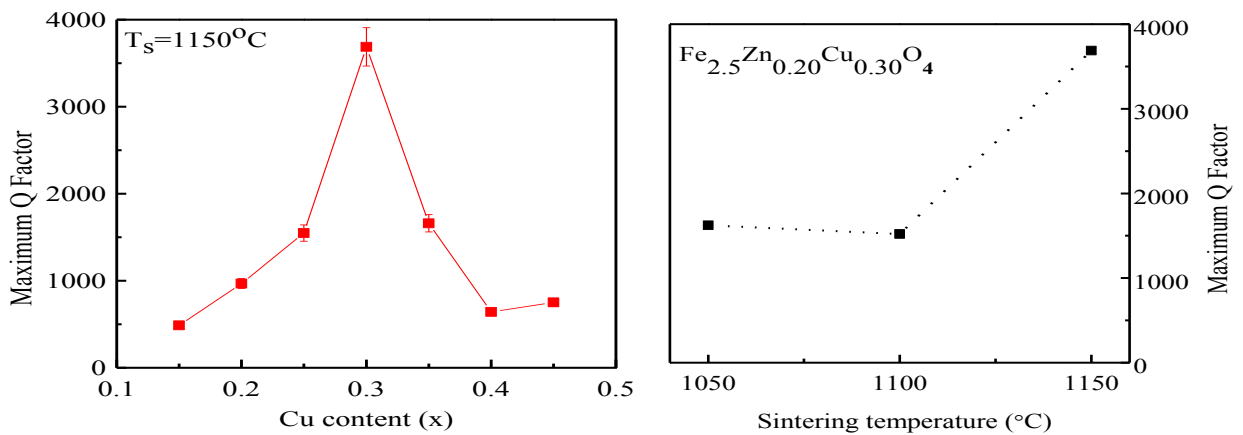 4000
3000
2000
1000
0
Maximum Q Factor
Tₛ=1150°C
0.1 0.2 0.3 0.4 0.5
Cu content (x)
Fe₂.₅Zn₀.₂₀Cu₀.₃₀O₄
4000
3000
2000
1000
0
Maximum Q Factor
1050 1100 1150
Sintering temperature (°C)